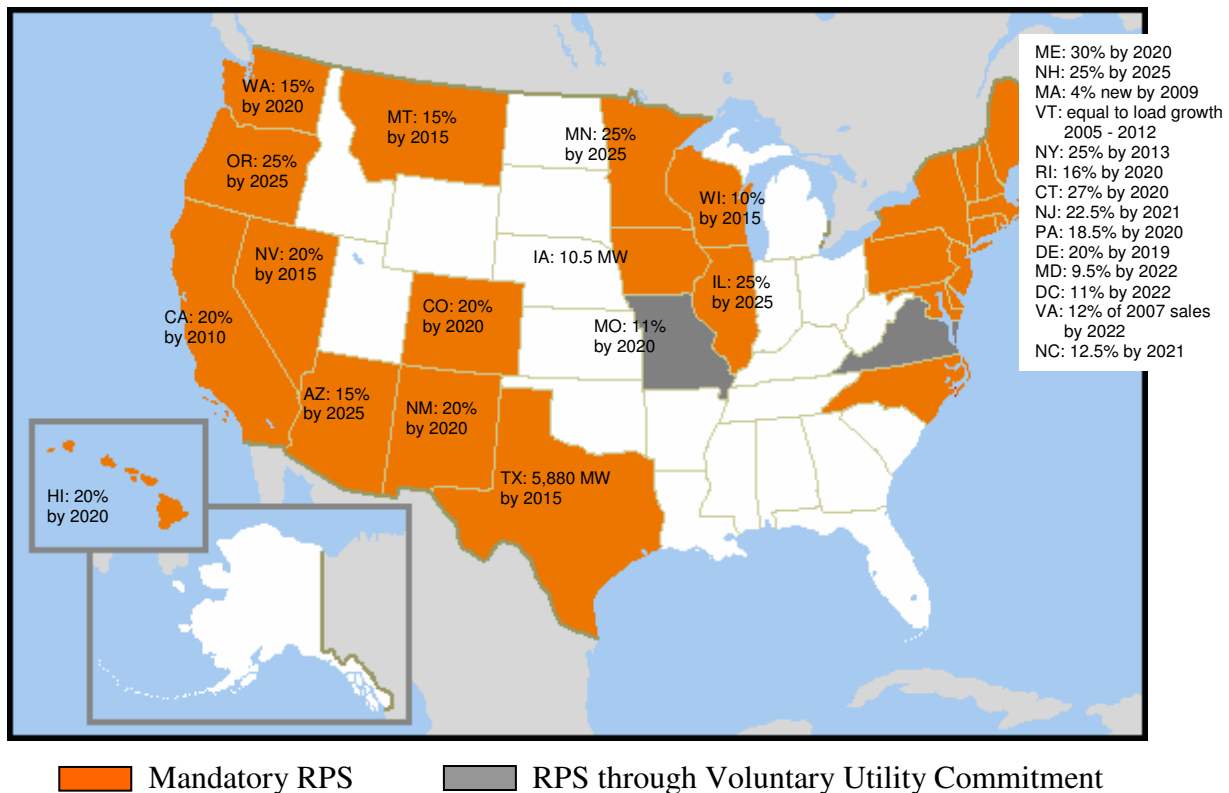 WA: 15%
by 2020
MT: 15%
by 2015
MN: 25%
by 2025
OR: 25%
by 2025
WI: 10%
by 2015
NV: 20%
by 2015
IA: 10.5 MW
IL: 25%
by 2025
CO: 20%
by 2020
CA: 20%
by 2010
MO: 11%
by 2020
AZ: 15%
by 2025
NM: 20%
by 2020
TX: 5,880 MW
by 2015
HI: 20%
by 2020
ME: 30% by 2020
NH: 25% by 2025
MA: 4% new by 2009
VT: equal to load growth
2005 - 2012
NY: 25% by 2013
RI: 16% by 2020
CT: 27% by 2020
NJ: 22.5% by 2021
PA: 18.5% by 2020
DE: 20% by 2019
MD: 9.5% by 2022
DC: 11% by 2022
VA: 12% of 2007 sales
by 2022
NC: 12.5% by 2021
Mandatory RPS
RPS through Voluntary Utility Commitment